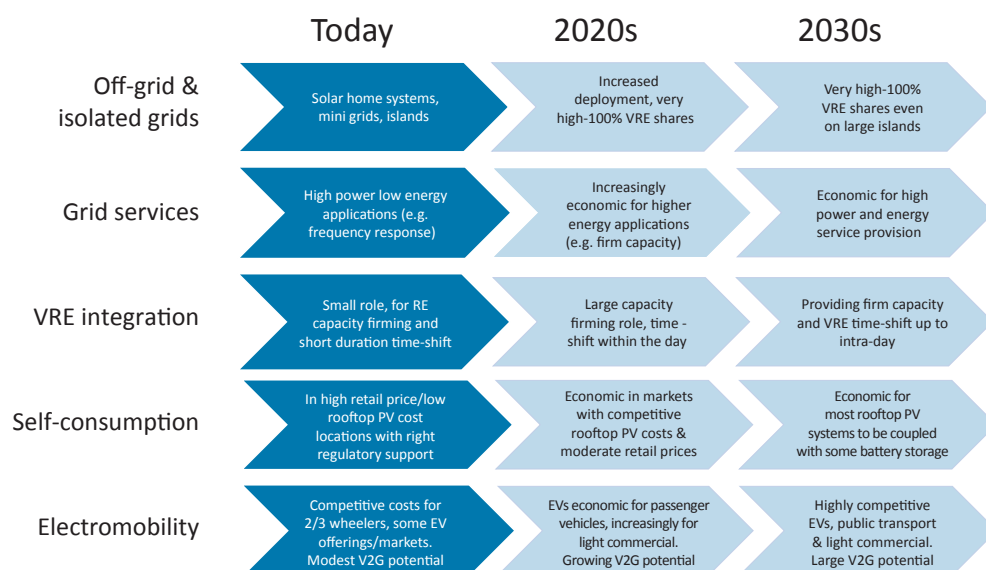 Today
2020s
2030s
Off-grid &
isolated grids
Solar home systems,
mini grids, islands
Increased
deployment, very
high-100% VRE shares
Very high-100%
VRE shares even
on large islands
Grid services
High power low energy
applications (e.g.
frequency response)
Increasingly
economic for higher
energy applications
(e.g. firm capacity)
Economic for high
power and energy
service provision
VRE integration
Small role, for RE
capacity firming and
short duration time-shift
Large capacity
firming role, time -
shift within the day
Providing firm capacity
and VRE time-shift up to
intra-day
Self-consumption
In high retail price/low
rooftop PV cost
locations with right
regulatory support
Economic in markets
with competitive
rooftop PV costs &
moderate retail prices
Economic for
most rooftop PV
systems to be coupled
with some battery storage
Electromobility
Competitive costs for
2/3 wheelers, some EV
offerings/markets.
Modest V2G potential
EVs economic for passenger
vehicles, increasingly for
light commercial.
Growing V2G potential
Highly competitive
EVs, public transport
& light commercial.
Large V2G potential